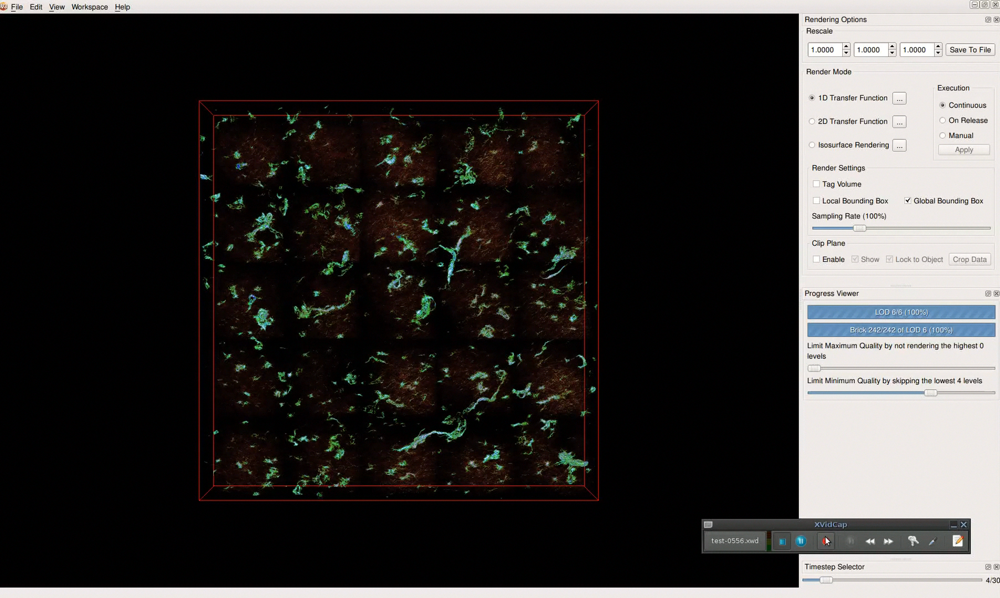 File Edit View Workspace Help
Rendering Options
Rescale
1.0000 1.0000 1.0000 Save To File
Render Mode
Execution
1D Transfer Function ...
Continuous
2D Transfer Function ...
On Release
Manual
Isosurface Rendering ...
Apply
Render Settings
Tag Volume
Local Bounding Box Global Bounding Box
Sampling Rate (100%)
Clip Plane
Enable Show Lock to Object Crop Data
Progress Viewer
LOD 6/6 (100%)
Brick 242/242 of LOD 6 (100%)
Limit Maximum Quality by not rendering the highest 0
levels
Limit Minimum Quality by skipping the lowest 4 levels
XVidCap
test-0556.xwd
Timestep Selector
4/30